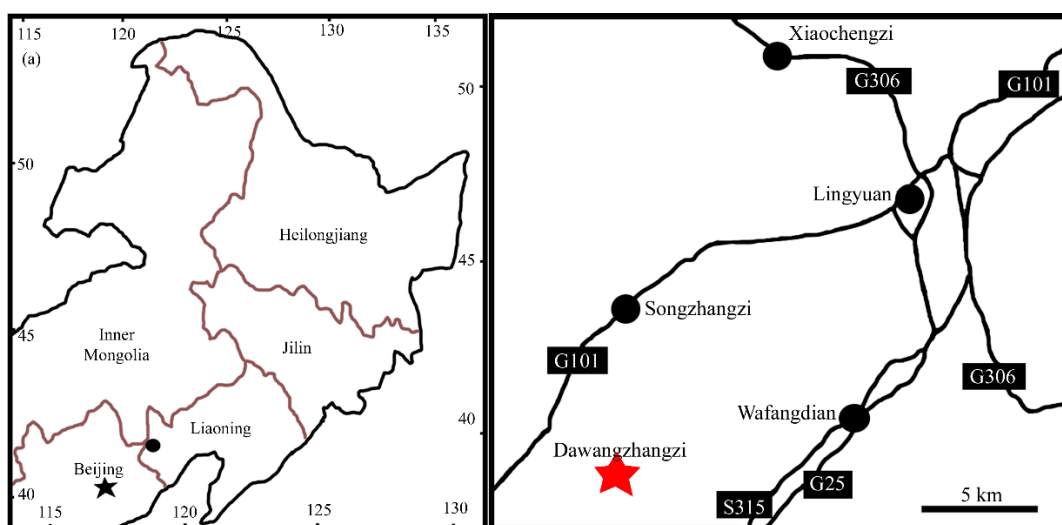 115
120
125
130
135
(a)
50
50
45
45
40
40
115
120
125
130
Heilongjiang
Inner
Mongolia
Jilin
Liaoning
Beijing
Xiaochengzi
G306
G101
Lingyuan
Songzhangzi
G101
G306
Wafangdian
Dawangzhangzi
G25
S315
5 km